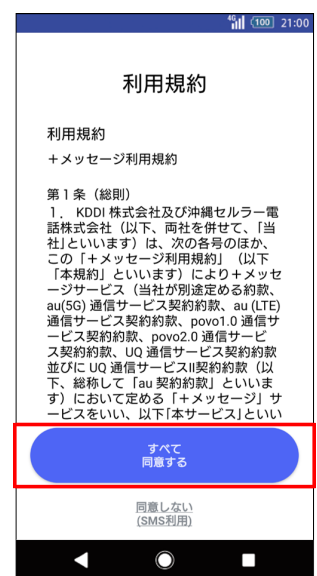 4G 100 21:00
利用規約
利用規約
+メッセージ利用規約
第1条（総則）
1． KDDI 株式会社及び沖縄セルラー電
話株式会社（以下、両社を併せて、「当
社」といいます）は、次の各号のほか、
この「+メッセージ利用規約」（以下
「本規約」といいます）により+メッセ
ージサービス（当社が別途定める約款、
au(5G) 通信サービス契約約款、au (LTE)
通信サービス契約約款、povo1.0 通信サ
ービス契約約款、povo2.0 通信サービ
ス契約約款、UQ 通信サービス契約約款
並びに UQ 通信サービスII契約約款（以
下、総称して「au 契約約款」といいま
す）において定める「+メッセージ」サ
ービスをいい、以下「本サービス」といい
すべて
同意する
同意しない
(SMS利用)